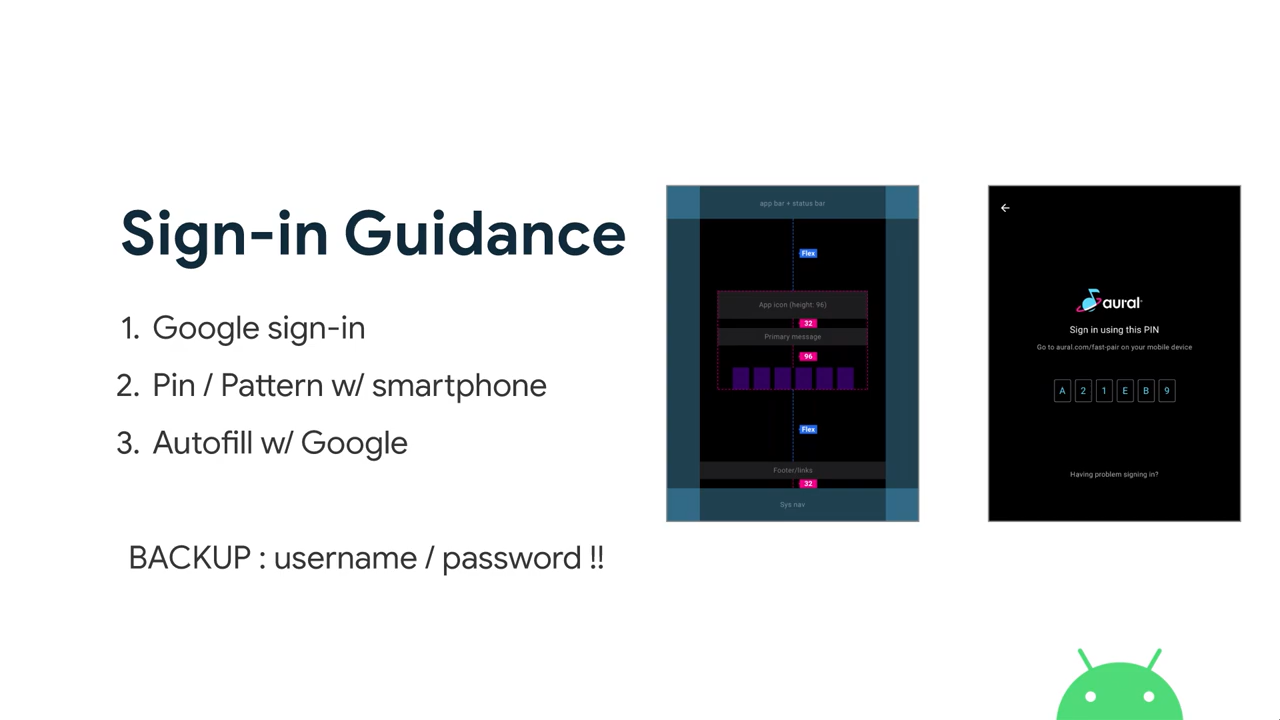 Sign-in Guidance
1. Google sign-in
2. Pin / Pattern w/ smartphone
3. Autofill w/ Google
BACKUP : username / password !!
app bar + status bar
Flex
App icon (height: 96)
32
Primary message
96
Flex
Footer/links
32
Sys nav
aural
Sign in using this PIN
Go to aural.com/fast-pair on your mobile device
A 2 1 E B 9
Having problem signing in?